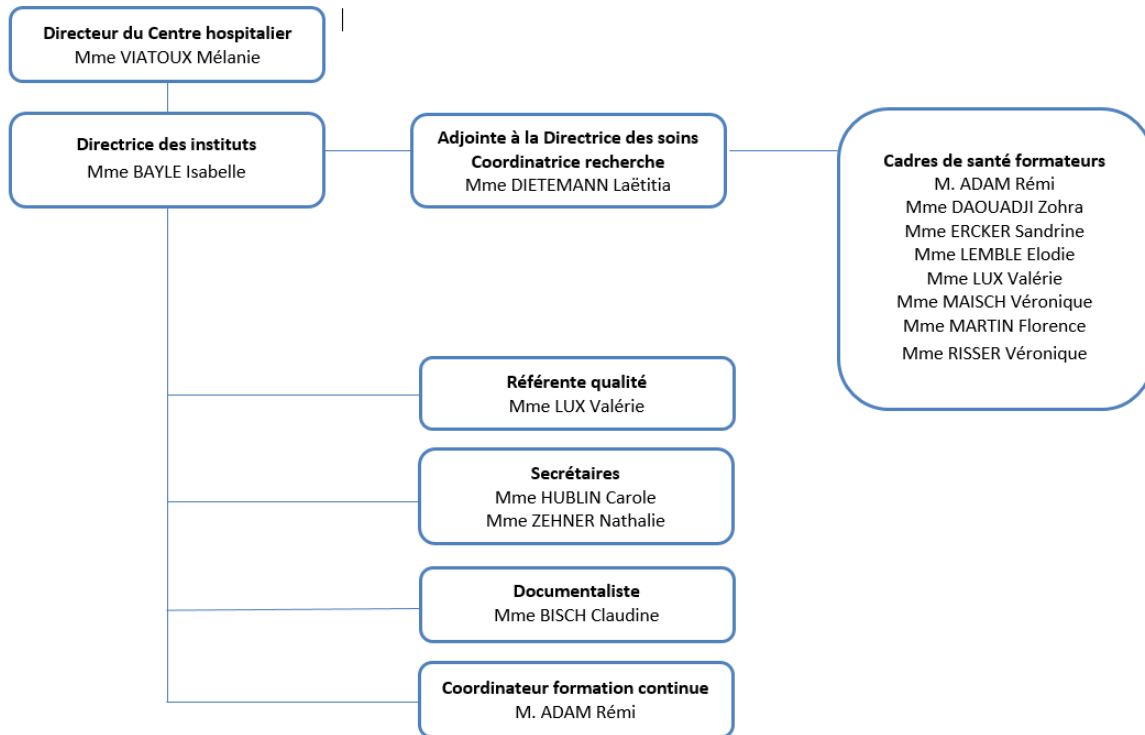 Directeur du Centre hospitalier
Mme VIATOUX Mélanie
Directrice des instituts
Mme BAYLE Isabelle
Adjointe à la Directrice des soins
Coordinatrice recherche
Mme DIETEMANN Laëtitia
Cadres de santé formateurs
M. ADAM Rémi
Mme DAOUADJI Zohra
Mme ERCKER Sandrine
Mme LEMBLE Elodie
Mme LUX Valérie
Mme MAISCH Véronique
Mme MARTIN Florence
Mme RISSER Véronique
Référente qualité
Mme LUX Valérie
Secrétaires
Mme HUBLIN Carole
Mme ZEHNER Nathalie
Documentaliste
Mme BISCH Claudine
Coordinateur formation continue
M. ADAM Rémi